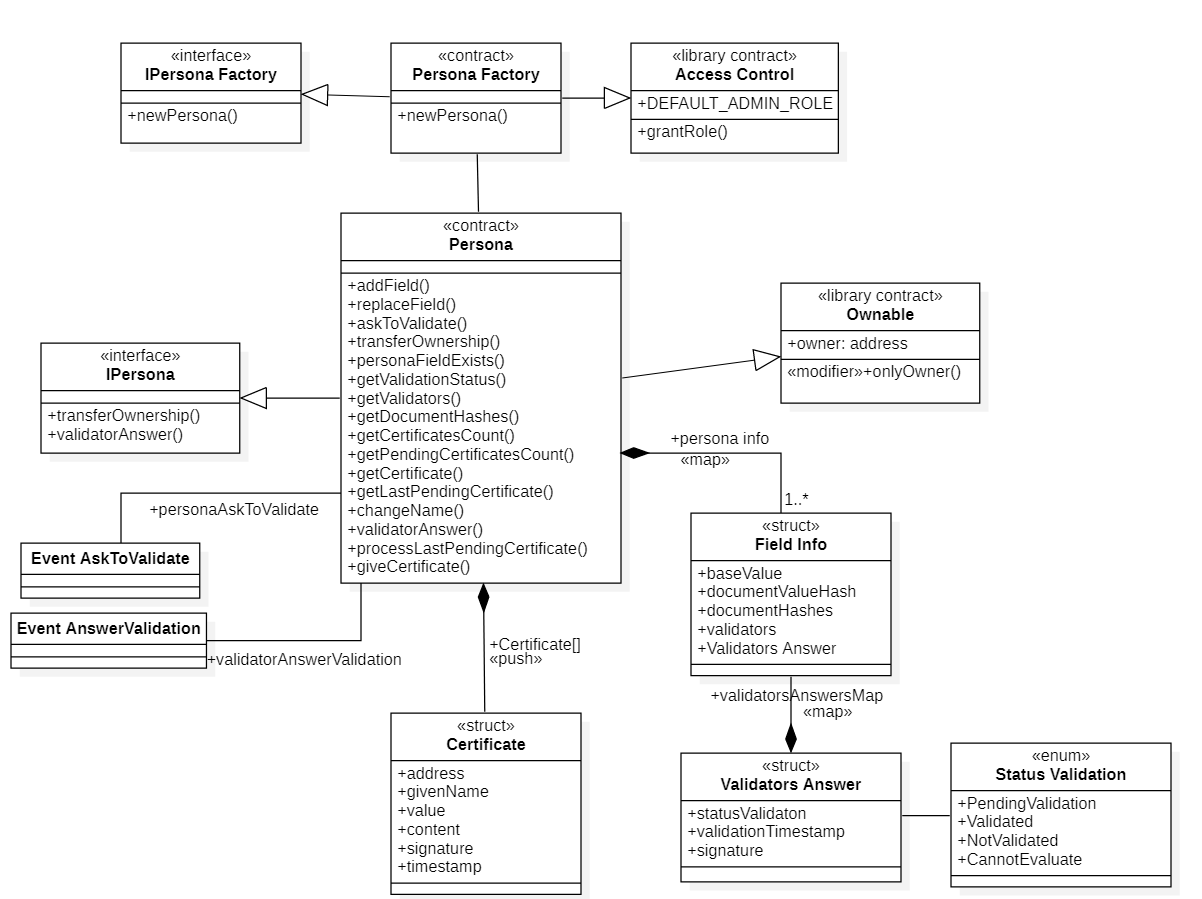 «interface»
IPersona Factory
+newPersona()
«contract»
Persona Factory
+newPersona()
«library contract»
Access Control
+DEFAULT_ADMIN_ROLE
+grantRole()
«contract»
Persona
+addField()
+replaceField()
+askToValidate()
+transferOwnership()
+personaFieldExists()
+getValidationStatus()
+getValidators()
+getDocumentHashes()
+getCertificatesCount()
+getPendingCertificatesCount()
+getCertificate()
+getLastPendingCertificate()
+changeName()
+validatorAnswer()
+processLastPendingCertificate()
+giveCertificate()
«library contract»
Ownable
+owner: address
«modifier»+onlyOwner()
«interface»
IPersona
+transferOwnership()
+validatorAnswer()
+persona info
«map»
1..*
+personaAskToValidate
Event AskToValidate
Event AnswerValidation
+validatorAnswerValidation
«struct»
Field Info
+baseValue
+documentValueHash
+documentHashes
+validators
+Validators Answer
+Certificate[]
«push»
+validatorsAnswersMap
«map»
«struct»
Certificate
+address
+givenName
+value
+content
+signature
+timestamp
«struct»
Validators Answer
+statusValidaton
+validationTimestamp
+signature
«enum»
Status Validation
+PendingValidation
+Validated
+NotValidated
+CannotEvaluate